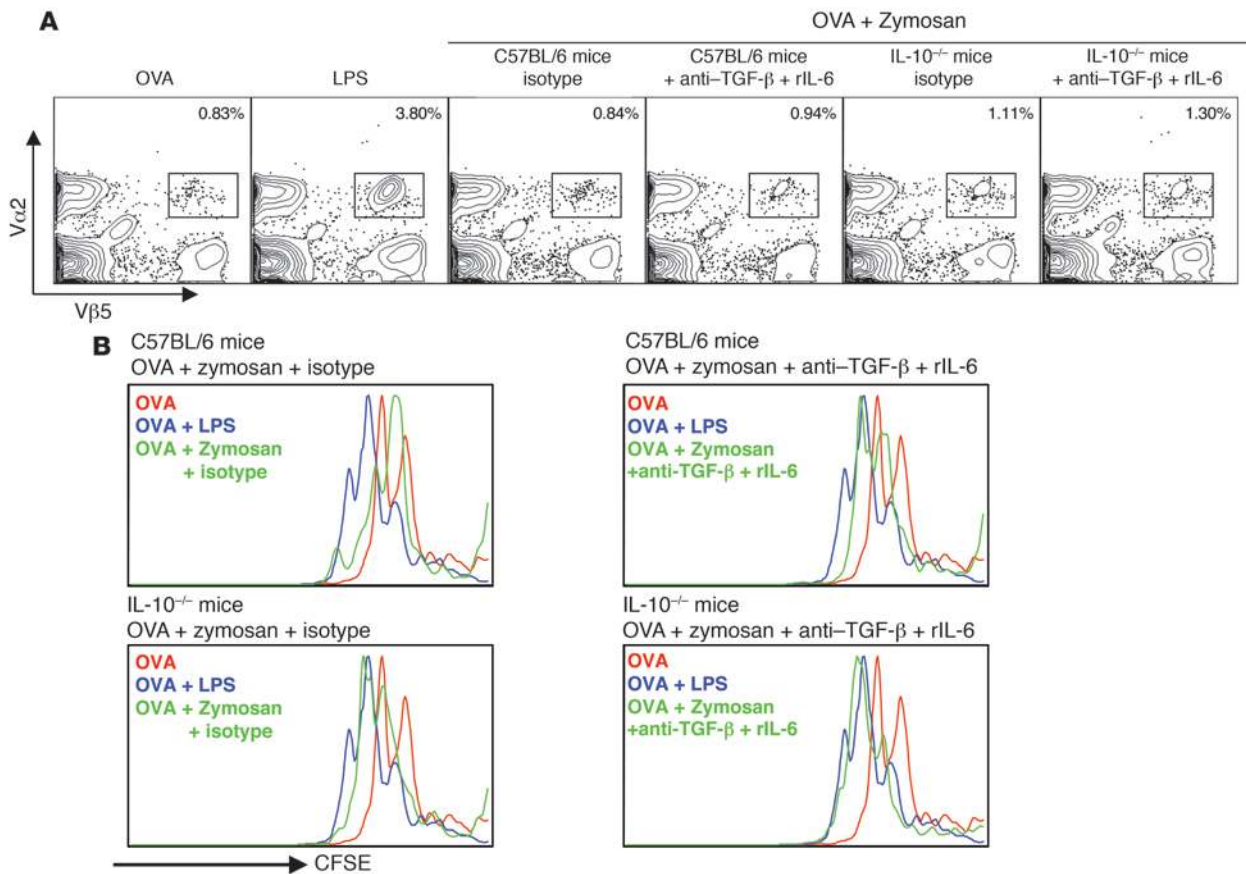 A
OVA + Zymosan
OVA
LPS
C57BL/6 mice
isotype
C57BL/6 mice
+ anti–TGF-β + rIL-6
IL-10–/– mice
isotype
IL-10–/– mice
+ anti–TGF-β + rIL-6
0.83%
3.80%
0.84%
0.94%
1.11%
1.30%
Vα2
Vβ5
B
C57BL/6 mice
OVA + zymosan + isotype
OVA
OVA + LPS
OVA + Zymosan
+ isotype
C57BL/6 mice
OVA + zymosan + anti–TGF-β + rIL-6
OVA
OVA + LPS
OVA + Zymosan
+anti-TGF-β + rIL-6
IL-10–/– mice
OVA + zymosan + isotype
OVA
OVA + LPS
OVA + Zymosan
+ isotype
IL-10–/– mice
OVA + zymosan + anti–TGF-β + rIL-6
OVA
OVA + LPS
OVA + Zymosan
+anti-TGF-β + rIL-6
CFSE